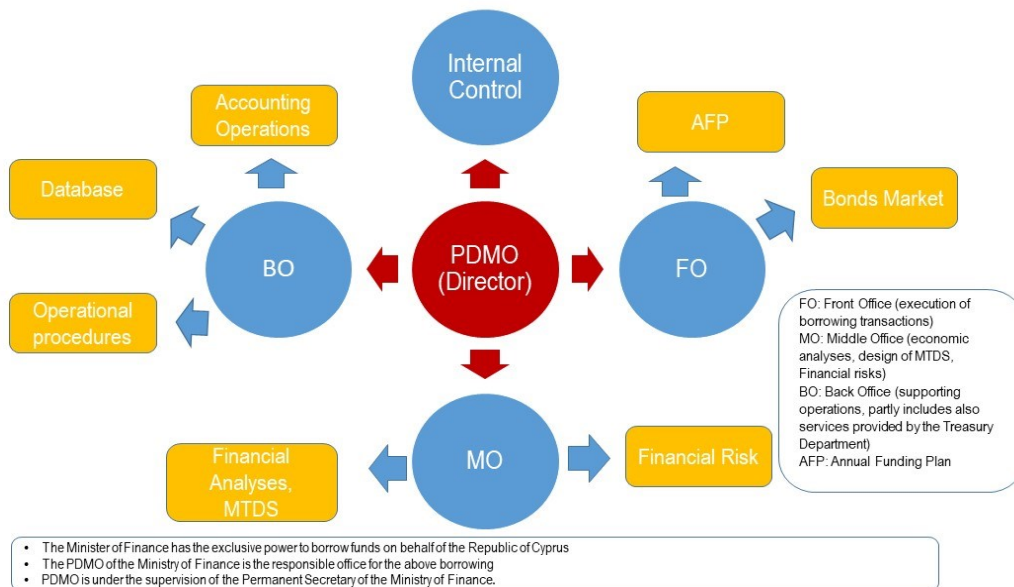 Internal
Control
Accounting
Operations
AFP
Database
Bonds Market
BO
PDMO
(Director)
FO
Operational
procedures
FO: Front Office (execution of
borrowing transactions)
MO: Middle Office (economic
analyses, design of MTDS,
Financial risks)
BO: Back Office (supporting
operations, partly includes also
services provided by the Treasury
Department)
AFP: Annual Funding Plan
Financial
Analyses,
MTDS
MO
Financial Risk
• The Minister of Finance has the exclusive power to borrow funds on behalf of the Republic of Cyprus
• The PDMO of the Ministry of Finance is the responsible office for the above borrowing
• PDMO is under the supervision of the Permanent Secretary of the Ministry of Finance.